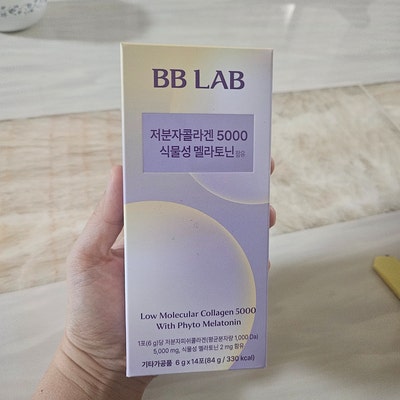 BB LAB
저분자콜라겐 5000
식물성 멜라토닌 함유
Low Molecular Collagen 5000
With Phyto Melatonin
1포(6 g)당 저분자피쉬콜라겐(평균분자량 1,000 Da)
5,000 mg, 식물성 멜라토닌 2 mg 함유
기타가공품 6 g x 14포(84 g / 330 kcal)